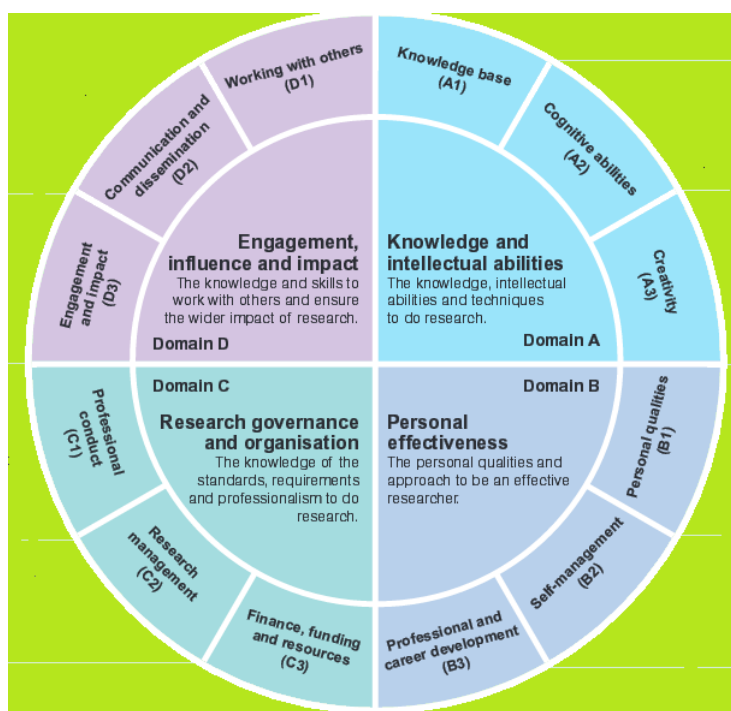 Knowledge base
(A1)
Cognitive abilities
(A2)
Creativity
(A3)
Knowledge and
intellectual abilities
The knowledge, intellectual
abilities and techniques
to do research.
Domain A
Domain B
Personal
effectiveness
The personal qualities and
approach to be an effective
researcher.
Personal qualities
(B1)
Self-management
(B2)
Professional and
career development
(B3)
Domain C
Research governance
and organisation
The knowledge of the
standards, requirements
and professionalism to do
research.
Professional
conduct
(C1)
Research
management
(C2)
Finance, funding
and resources
(C3)
Working with others
(D1)
Communication and
dissemination
(D2)
Engagement
and impact
(D3)
Engagement,
influence and impact
The knowledge and skills to
work with others and ensure
the wider impact of research.
Domain D